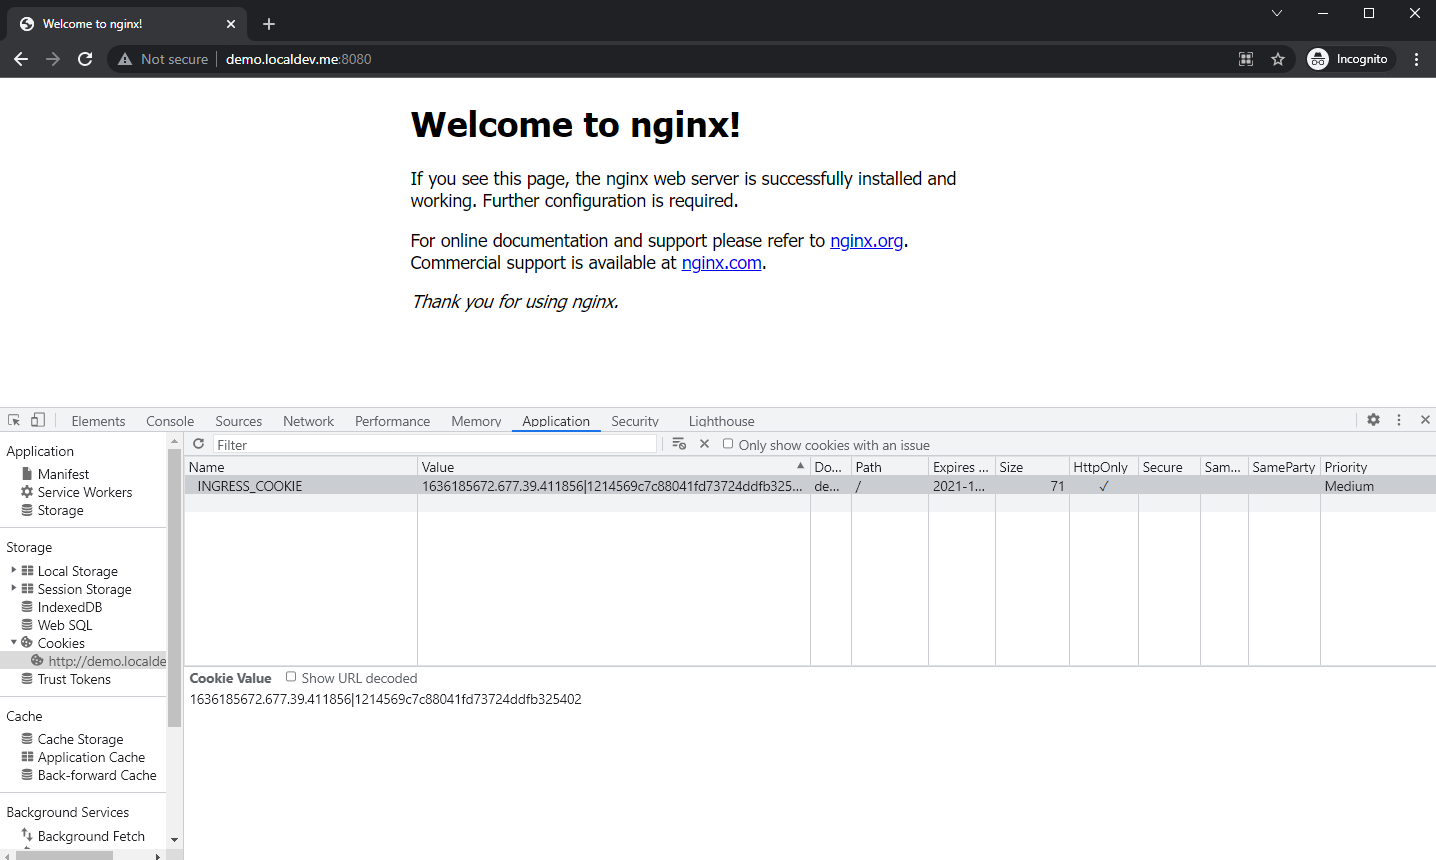 Welcome to nginx!
Not secure
demo.localdev.me:8080
Incognito
Welcome to nginx!
If you see this page, the nginx web server is successfully installed and
working. Further configuration is required.
For online documentation and support please refer to nginx.org.
Commercial support is available at nginx.com.
Thank you for using nginx.
Elements Console Sources Network Performance Memory Application Security Lighthouse
Application
Manifest
Service Workers
Storage
Storage
Local Storage
Session Storage
IndexedDB
Web SQL
Cookies
http://demo.localde
Trust Tokens
Cache
Cache Storage
Application Cache
Back-forward Cache
Background Services
Background Fetch
Filter
Only show cookies with an issue
Name Value Do... Path Expires ... Size HttpOnly Secure Sam... SameParty Priority
INGRESS_COOKIE 1636185672.677.39.411856|1214569c7c88041fd73724ddfb325... de... / 2021-1... 71 ✓ Medium
Cookie Value Show URL decoded
1636185672.677.39.411856|1214569c7c88041fd73724ddfb325402